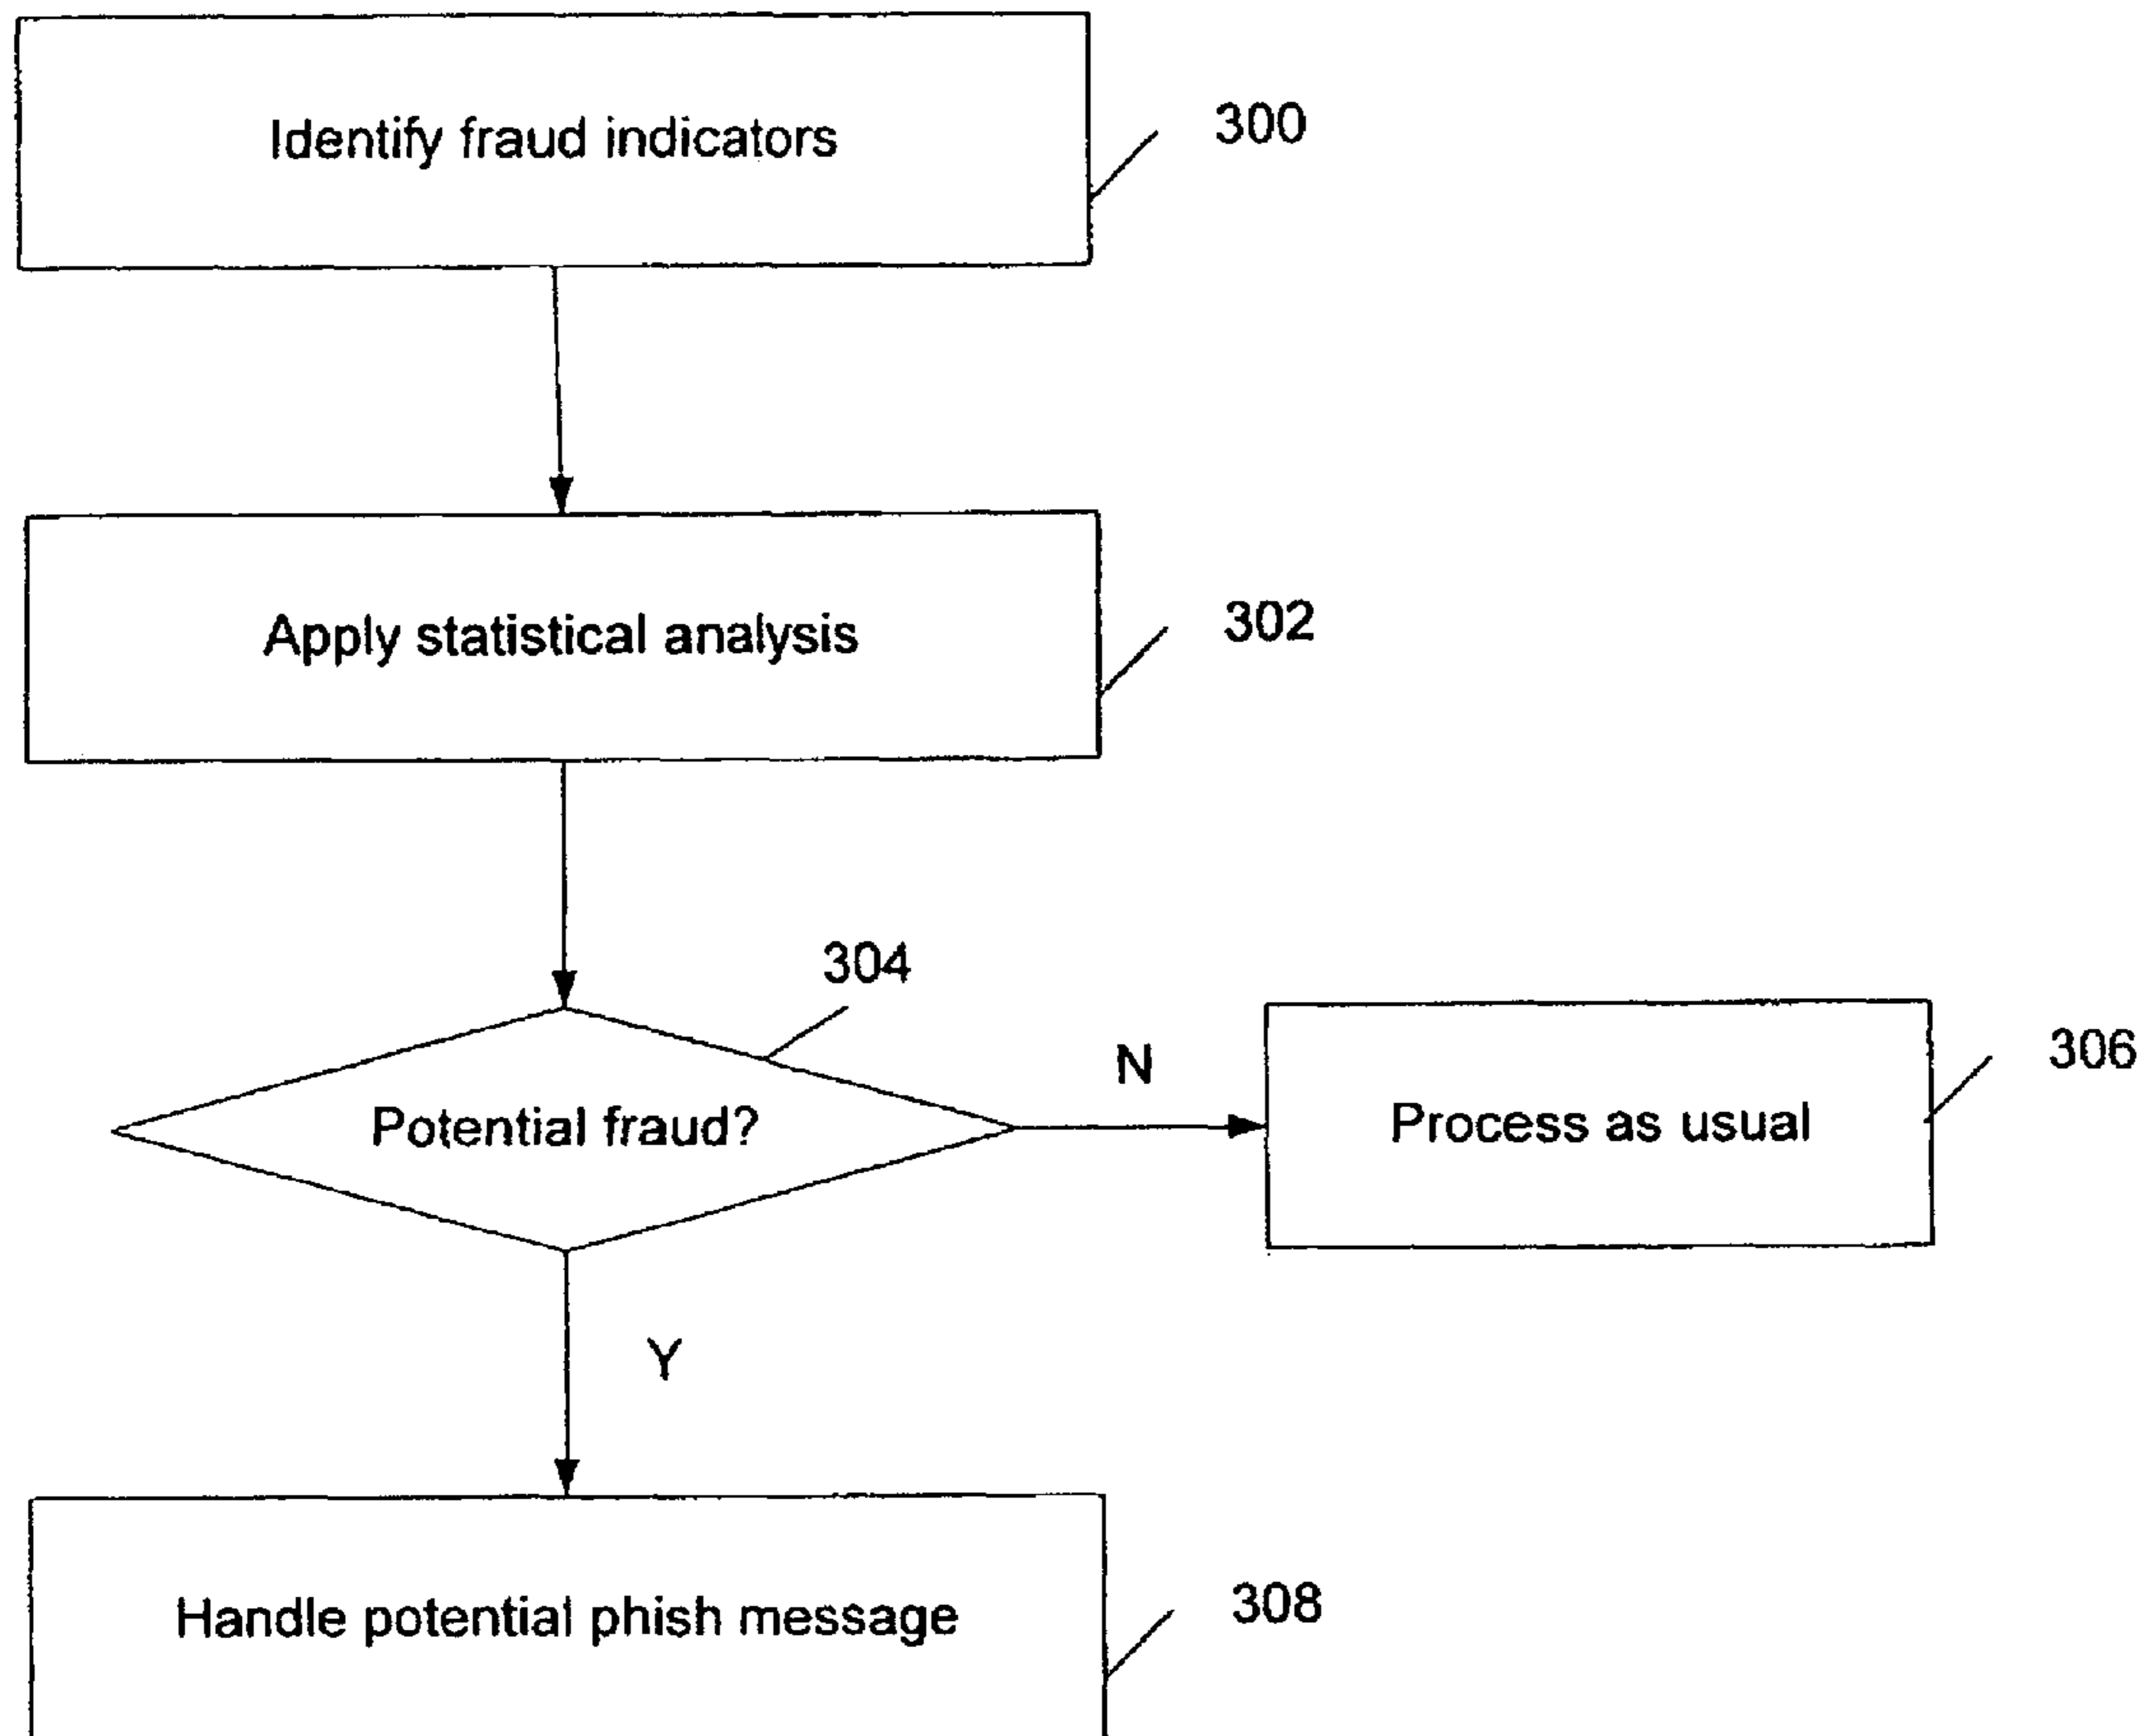 Identify fraud indicators
300
Apply statistical analysis
302
304
Potential fraud?
N
Process as usual
306
Y
Handle potential phish message
308